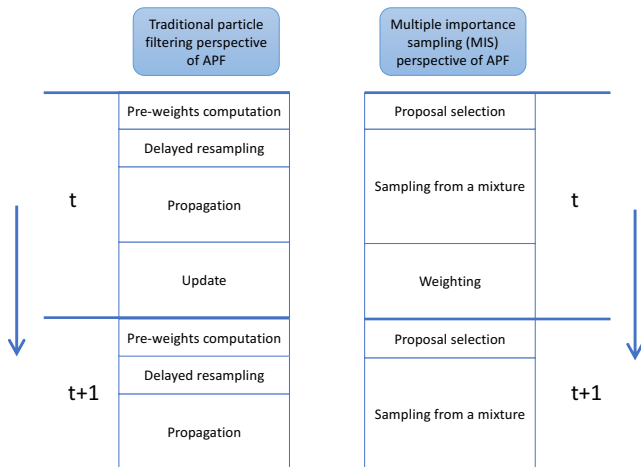 Traditional particle
filtering perspective
of APF
Multiple importance
sampling (MIS)
perspective of APF
Pre-weights computation
Delayed resampling
t
Propagation
Update
Proposal selection
Sampling from a mixture
t
Weighting
Pre-weights computation
Delayed resampling
t+1
Propagation
Proposal selection
Sampling from a mixture
t+1